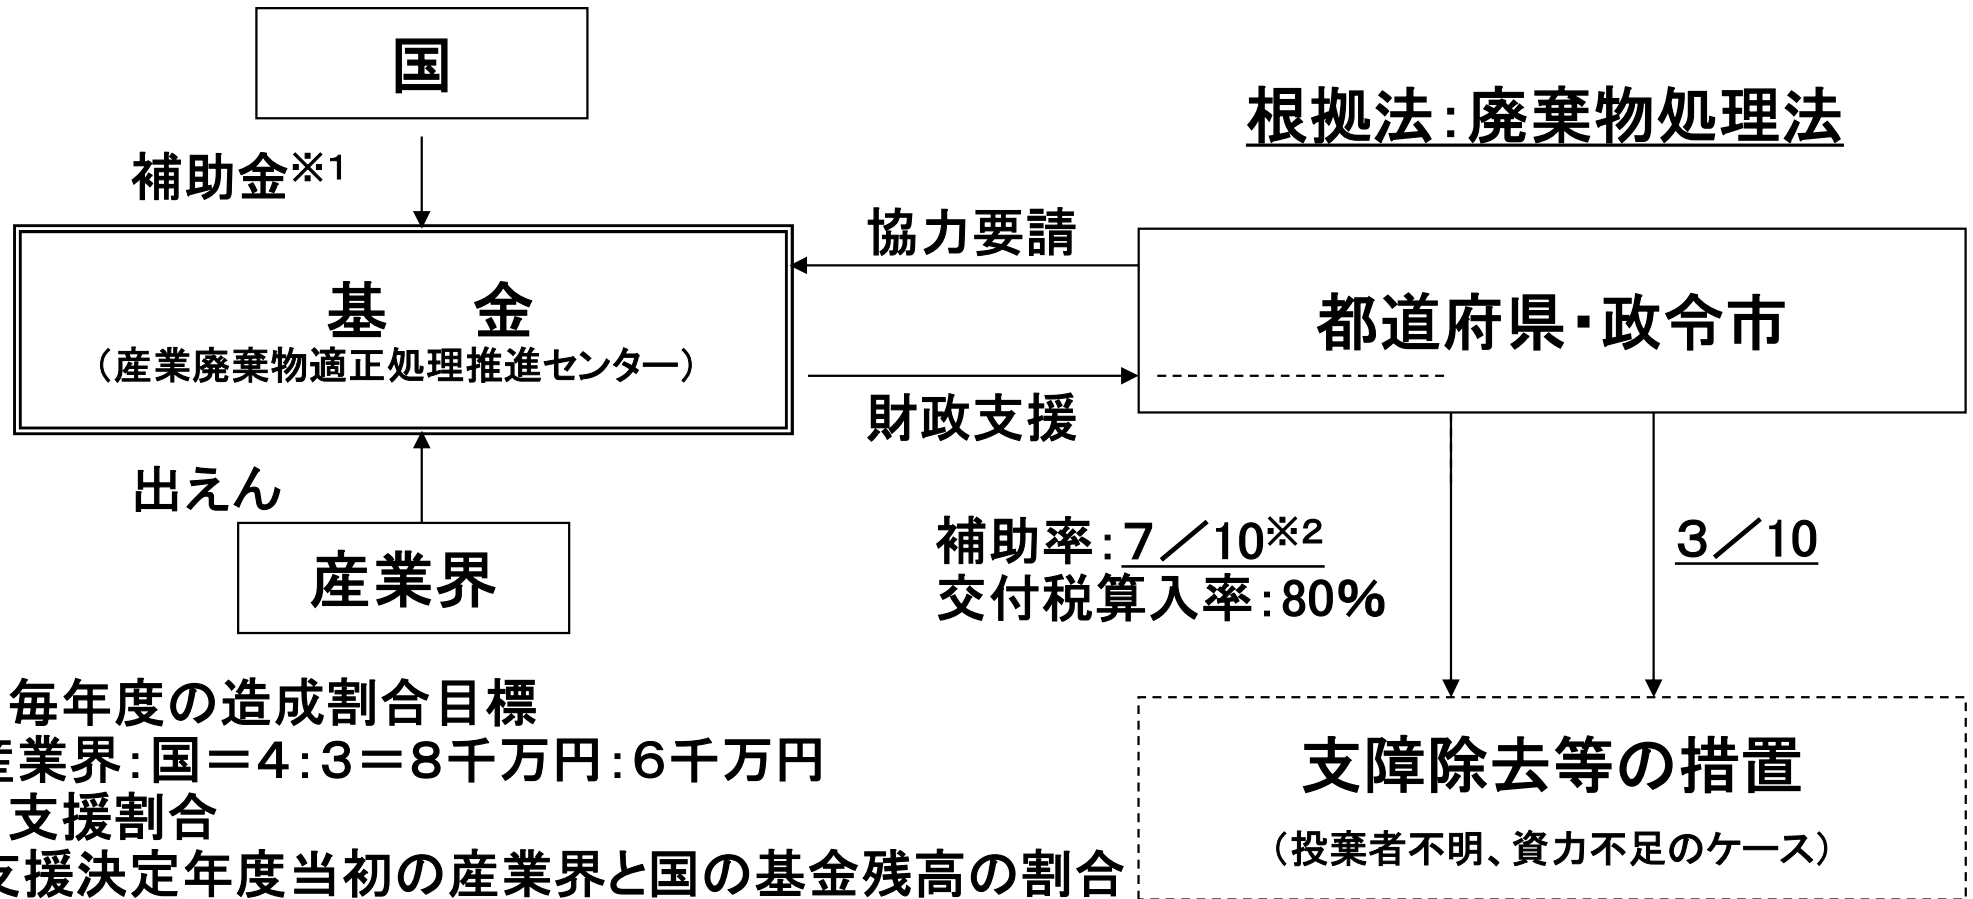 国
根拠法：廃棄物処理法
補助金※1
協力要請
基　金
（産業廃棄物適正処理推進センター）
都道府県・政令市
財政支援
出えん
産業界
補助率：７／10※2
交付税算入率：80％
３／10
毎年度の造成割合目標
産業界：国＝４：３＝８千万円：６千万円
支援割合
支援決定年度当初の産業界と国の基金残高の割合
支障除去等の措置
（投棄者不明、資力不足のケース）